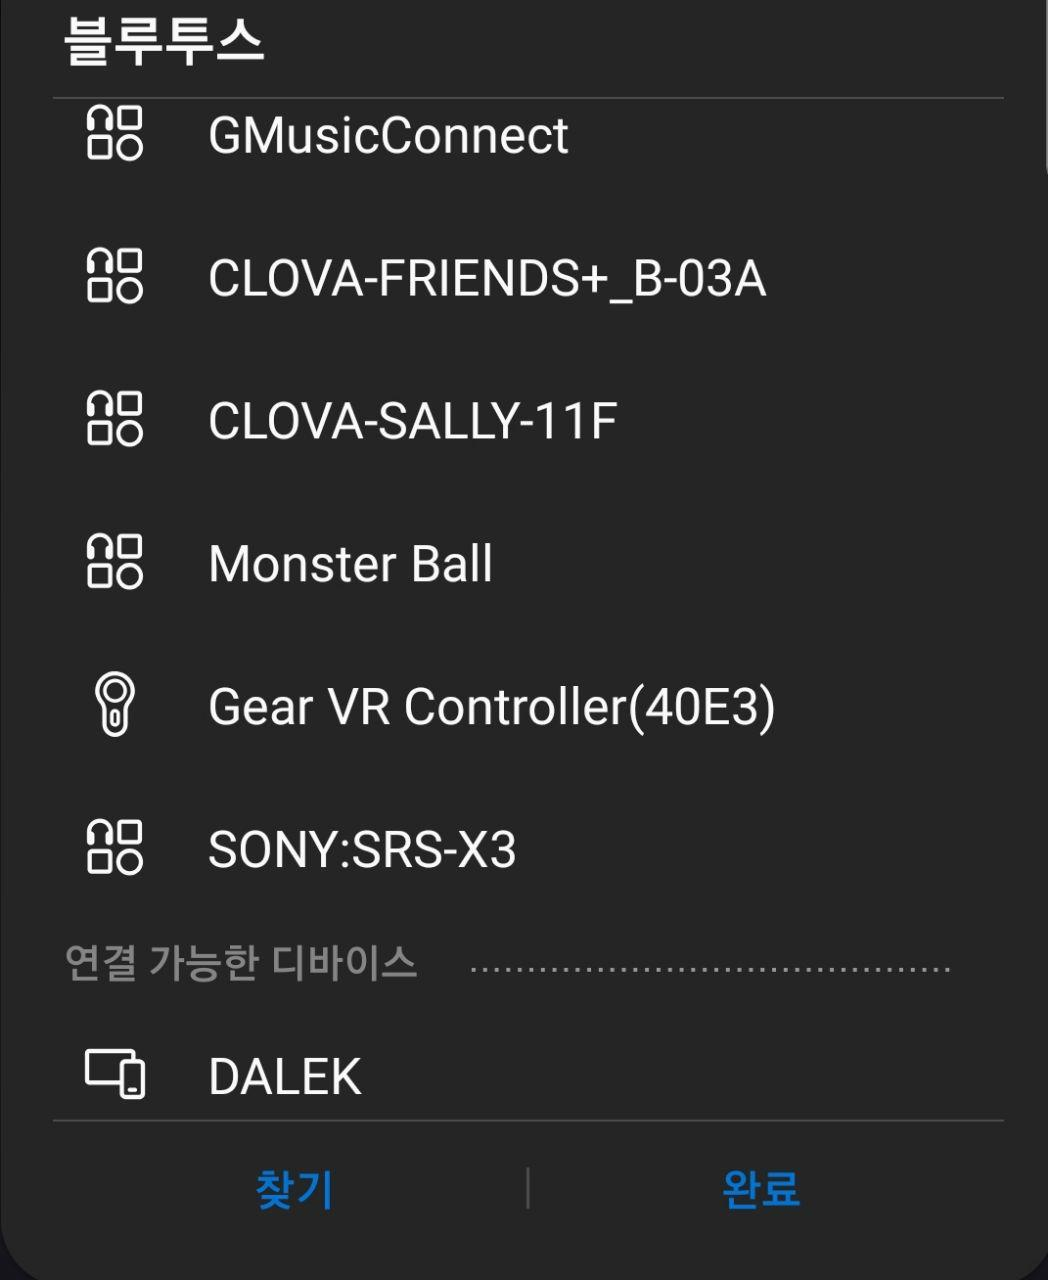 블루투스
GMusicConnect
CLOVA-FRIENDS+_B-03A
CLOVA-SALLY-11F
Monster Ball
Gear VR Controller(40E3)
SONY:SRS-X3
연결 가능한 디바이스
DALEK
찾기
완료